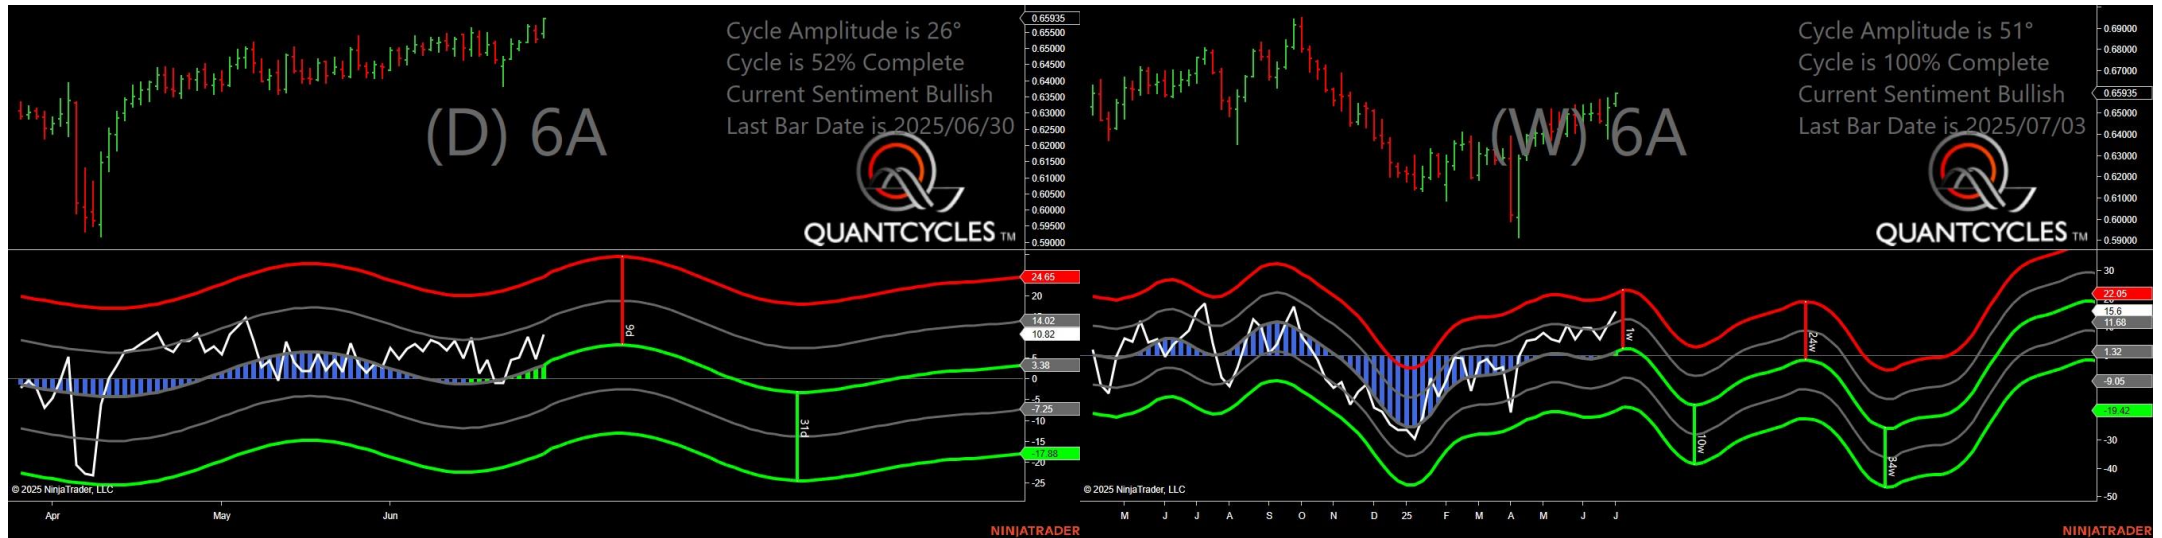 Cycle Amplitude is 26°
Cycle is 52% Complete
Current Sentiment Bullish
Last Bar Date is 2025/06/30
(D) 6A
QUANTCYCLES TM
0.65935
0.65500
0.65000
0.64500
0.64000
0.63500
0.63000
0.62500
0.62000
0.61500
0.61000
0.60500
0.60000
0.59500
0.59000
9d
31d
24.65
20
14.02
10.82
5
3.38
0
-5
-7.25
-10
-15
-17.88
-20
-25
© 2025 NinjaTrader, LLC
Apr May Jun
NINJATRADER
Cycle Amplitude is 51°
Cycle is 100% Complete
Current Sentiment Bullish
Last Bar Date is 2025/07/03
(W) 6A
QUANTCYCLES TM
0.69000
0.68000
0.67000
0.65935
0.65000
0.64000
0.63000
0.62000
0.61000
0.60000
0.59000
1w
10w
24w
34w
30
22.05
15.6
11.68
1.32
-9.05
-19.42
-30
-40
-50
© 2025 NinjaTrader, LLC
M J J A S O N D 25 F M A M J J
NINJATRADER